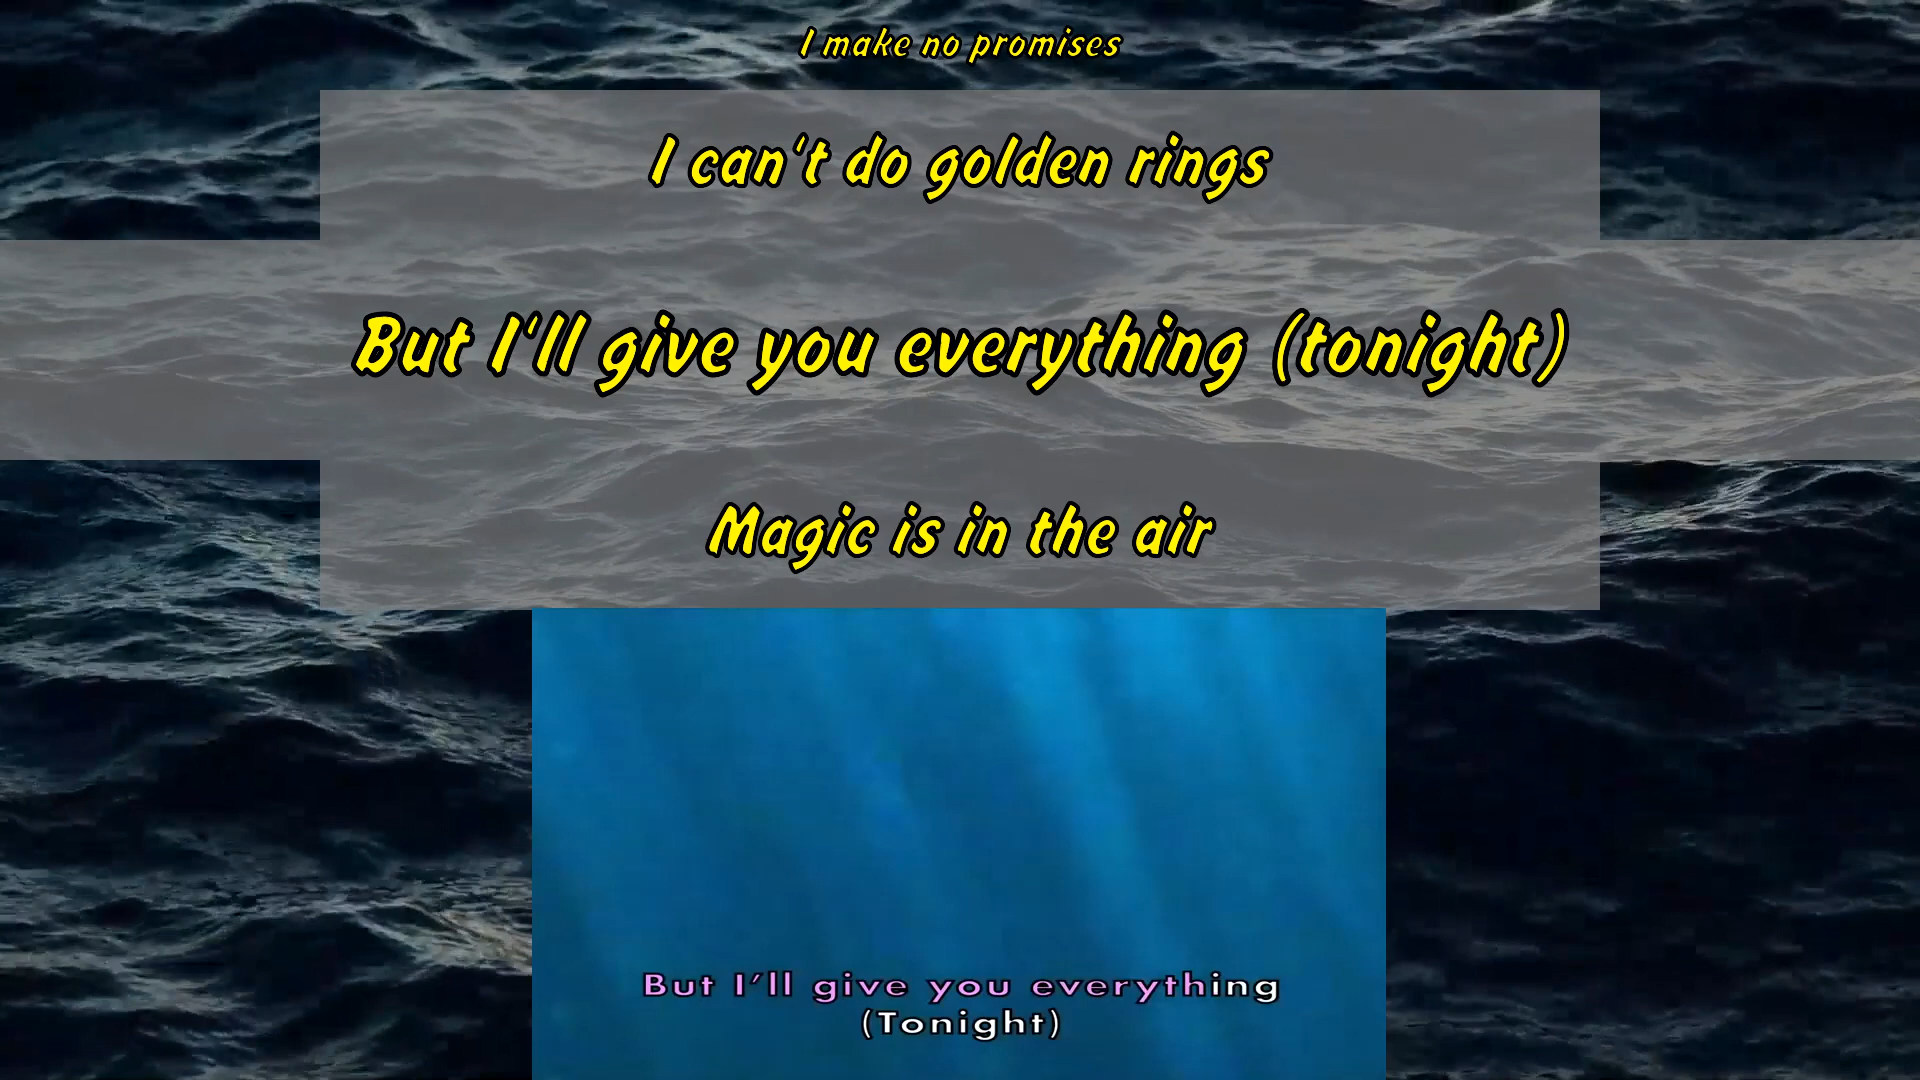 I make no promises
I can't do golden rings
But I'll give you everything (tonight)
Magic is in the air
But I'll give you everything
(Tonight)